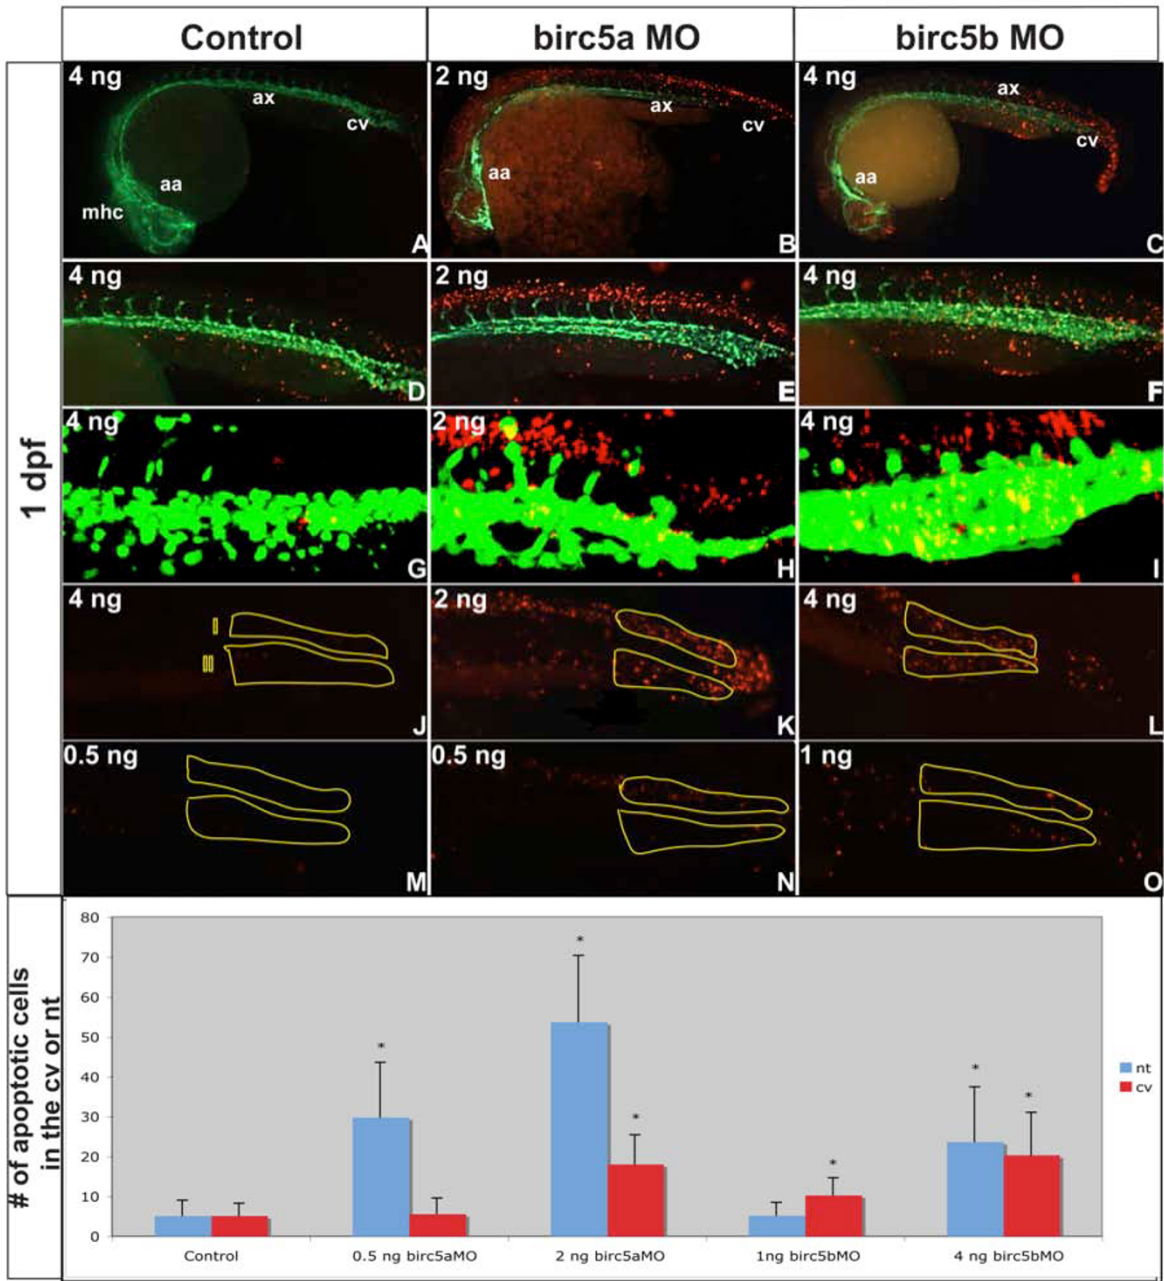 Control
birc5a MO
birc5b MO
1 dpf
4 ng
ax
cv
aa
mhc
A
2 ng
ax
cv
aa
B
4 ng
ax
cv
aa
C
4 ng
D
2 ng
E
4 ng
F
4 ng
G
2 ng
H
4 ng
I
4 ng
I
II
J
2 ng
K
4 ng
L
0.5 ng
M
0.5 ng
N
1 ng
O
# of apoptotic cells
in the cv or nt
80
70
60
50
40
30
20
10
0
*
*
*
*
*
*
Control
0.5 ng birc5aMO
2 ng birc5aMO
1ng birc5bMO
4 ng birc5bMO
nt
cv